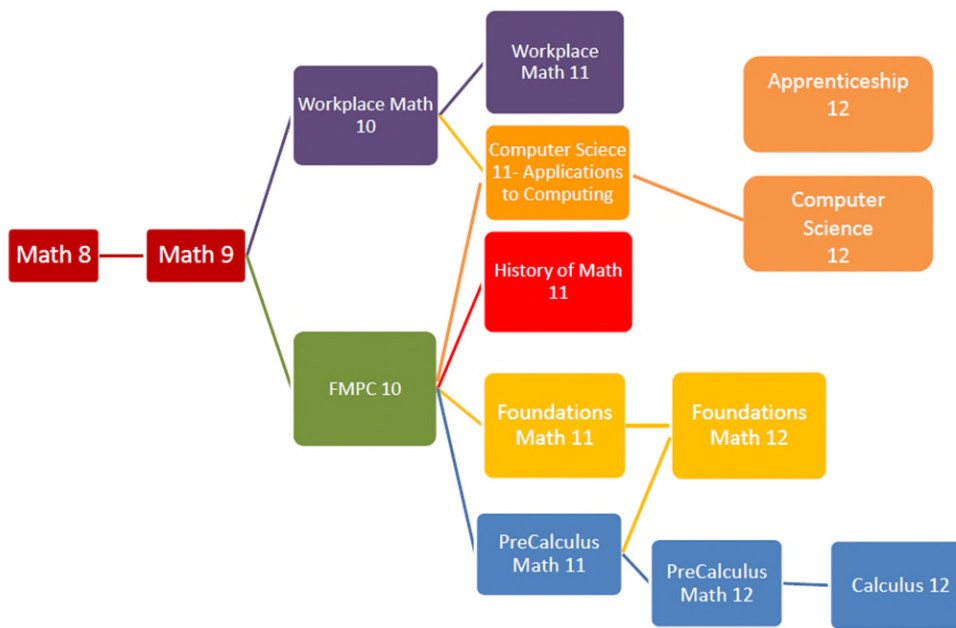 Math 8
Math 9
Workplace Math
10
FMPC 10
Workplace
Math 11
Computer Sciece
11- Applications
to Computing
History of Math
11
Foundations
Math 11
PreCalculus
Math 11
Foundations
Math 12
PreCalculus
Math 12
Apprenticeship
12
Computer
Science
12
Calculus 12